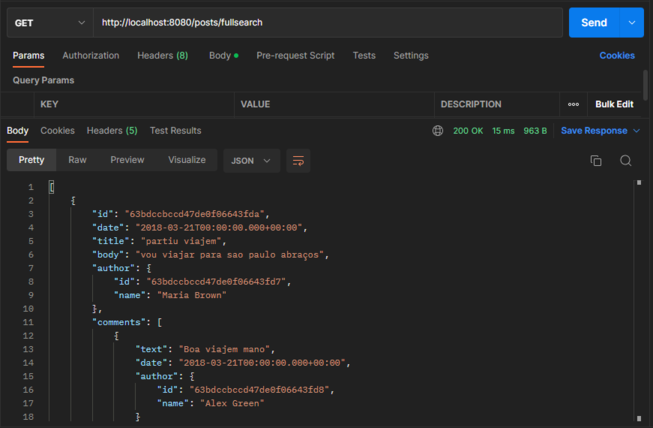 GET http://localhost:8080/posts/fullsearch Send
Params Authorization Headers (8) Body Pre-request Script Tests Settings Cookies
Query Params
KEY VALUE DESCRIPTION ooo Bulk Edit
Body Cookies Headers (5) Test Results 200 OK 15 ms 963 B Save Response
Pretty Raw Preview Visualize JSON
1 [
2 {
3 "id": "63bdccbccd47de0f06643fda",
4 "date": "2018-03-21T00:00:00.000+00:00",
5 "title": "partiu viajem",
6 "body": "vou viajar para sao paulo abraços",
7 "author": {
8 "id": "63bdccbccd47de0f06643fd7",
9 "name": "Maria Brown"
10 },
11 "comments": [
12 {
13 "text": "Boa viajem mano",
14 "date": "2018-03-21T00:00:00.000+00:00",
15 "author": {
16 "id": "63bdccbccd47de0f06643fd8",
17 "name": "Alex Green"
18 }